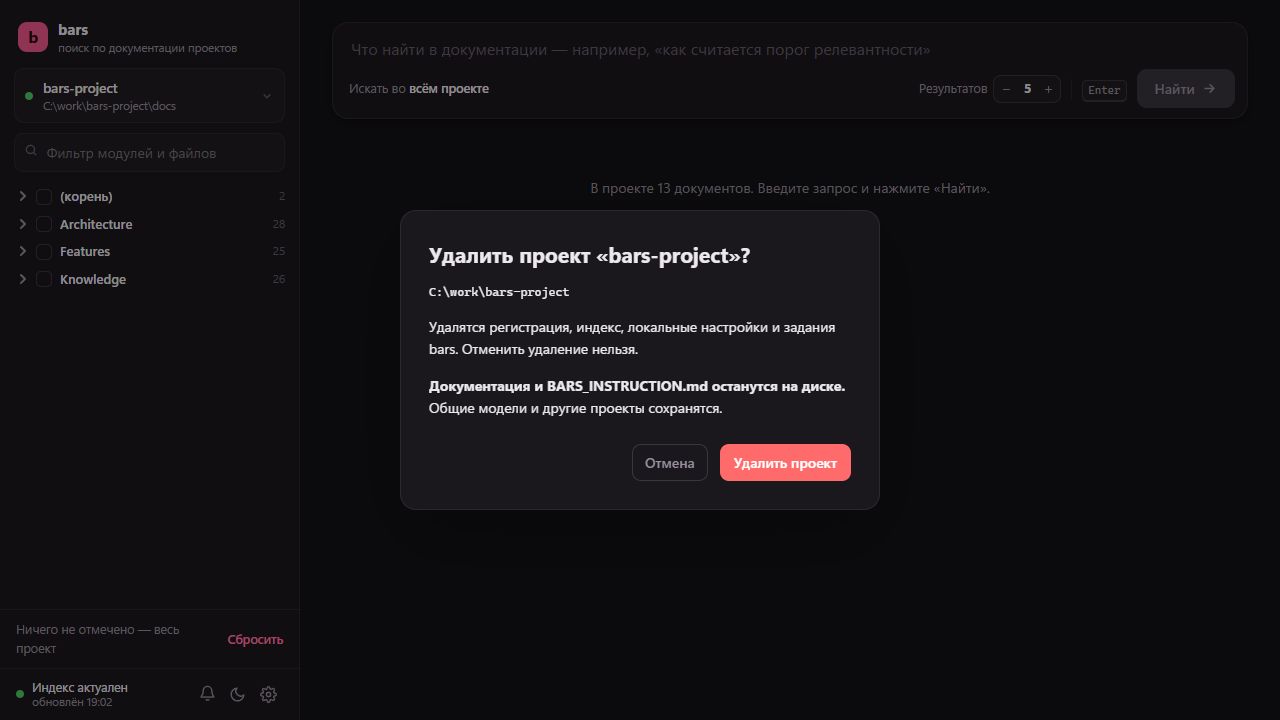 b
bars
поиск по документации проектов
bars-project
C:\work\bars-project\docs
Фильтр модулей и файлов
(корень) 2
Architecture 28
Features 25
Knowledge 26
Ничего не отмечено — весь
проект
Сбросить
Индекс актуален
обновлён 19:02
Что найти в документации — например, «как считается порог релевантности»
Искать во всём проекте
Результатов − 5 + Enter Найти →
В проекте 13 документов. Введите запрос и нажмите «Найти».
Удалить проект «bars-project»?
C:\work\bars-project
Удалятся регистрация, индекс, локальные настройки и задания
bars. Отменить удаление нельзя.
Документация и BARS_INSTRUCTION.md останутся на диске.
Общие модели и другие проекты сохранятся.
Отмена Удалить проект